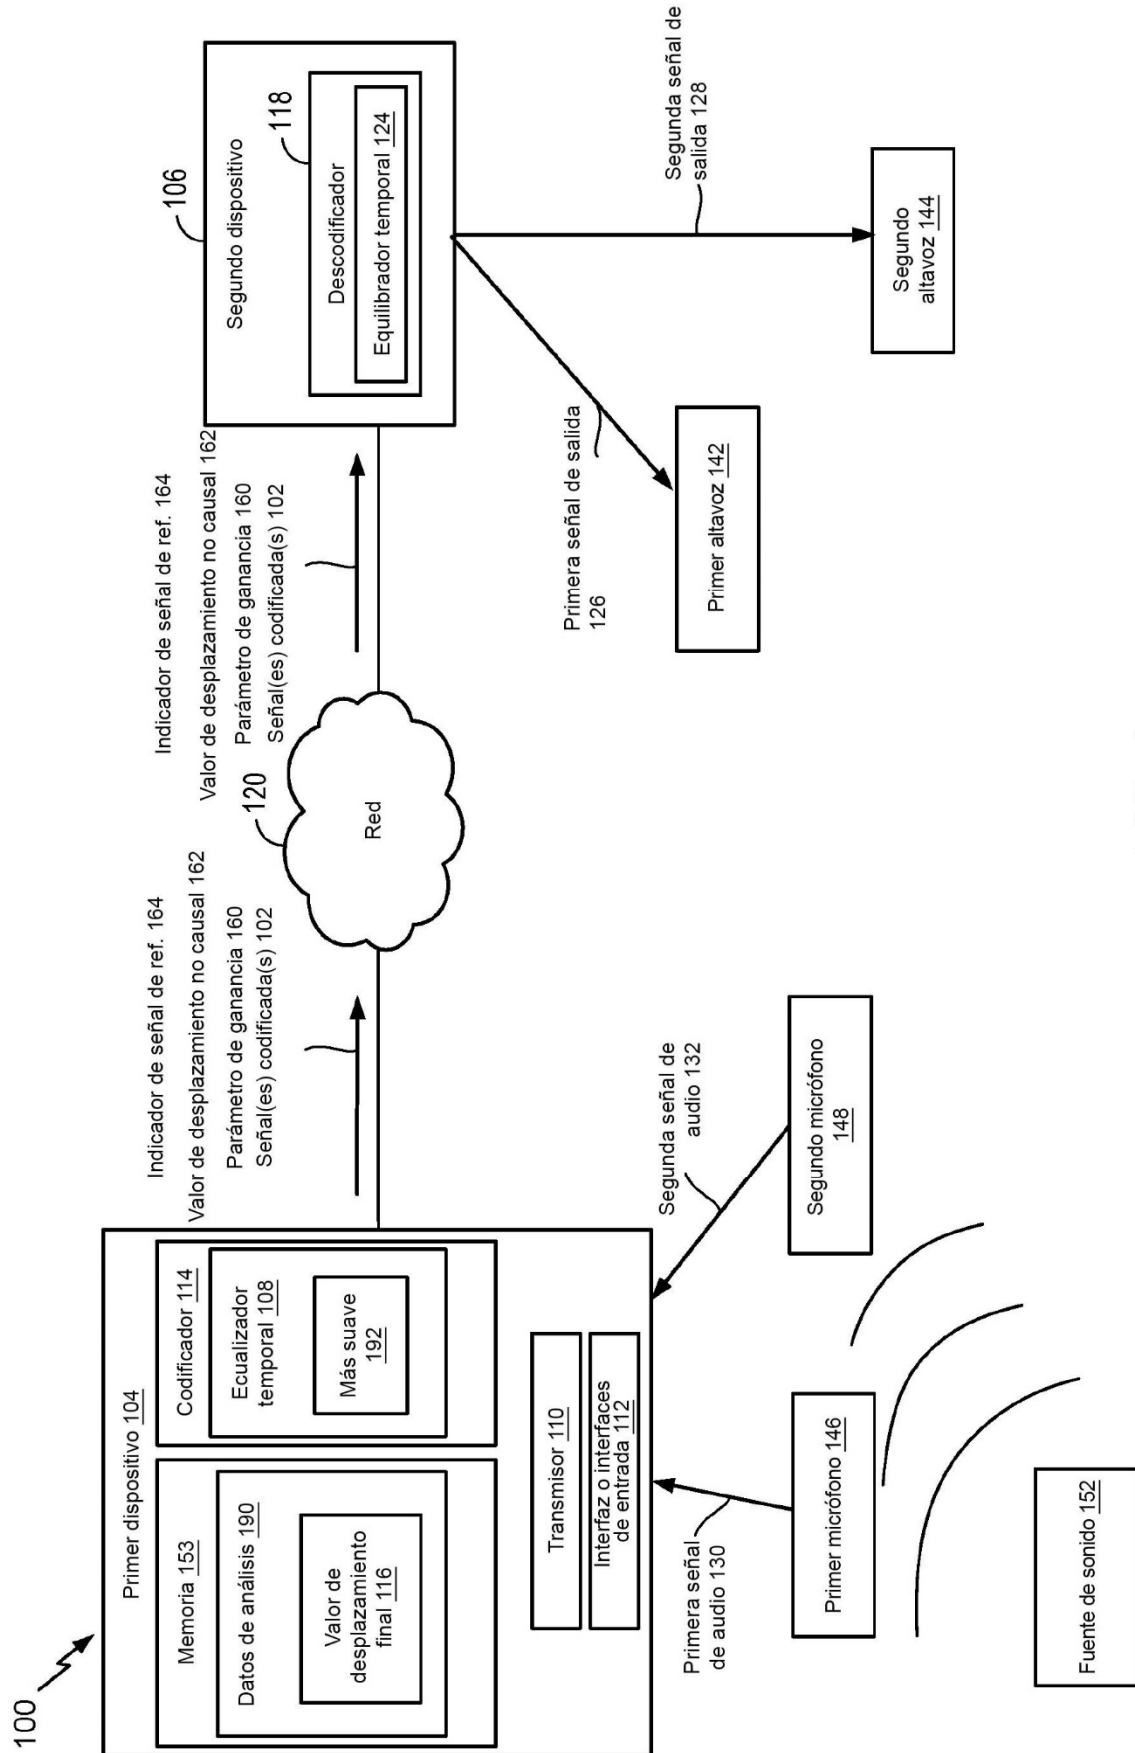 100
Primer dispositivo 104
Memoria 153
Datos de análisis 190
Valor de
desplazamiento
final 116
Codificador 114
Ecualizador
temporal 108
Más suave
192
Transmisor 110
Interfaz o interfaces
de entrada 112
Primera señal
de audio 130
Segunda señal de
audio 132
Primer micrófono 146
Segundo micrófono
148
Fuente de sonido 152
Indicador de señal de ref. 164
Valor de desplazamiento no causal 162
Parámetro de ganancia 160
Señal(es) codificada(s) 102
120
Red
Indicador de señal de ref. 164
Valor de desplazamiento no causal 162
Parámetro de ganancia 160
Señal(es) codificada(s) 102
106
Segundo dispositivo
118
Descodificador
Equilibrador temporal 124
Primera señal de salida
126
Segunda señal de
salida 128
Primer altavoz 142
Segundo
altavoz 144